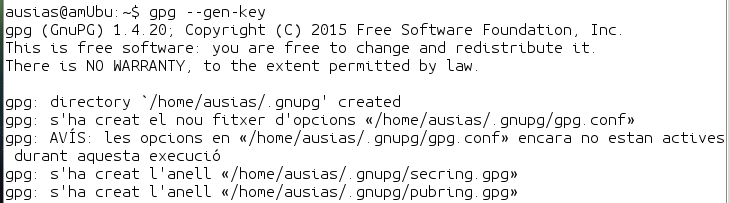 ausias@amUbu:~$ gpg --gen-key
gpg (GnuPG) 1.4.20; Copyright (C) 2015 Free Software Foundation, Inc.
This is free software: you are free to change and redistribute it.
There is NO WARRANTY, to the extent permitted by law.
gpg: directory `/home/ausias/.gnupg' created
gpg: s'ha creat el nou fitxer d'opcions «/home/ausias/.gnupg/gpg.conf»
gpg: AVÍS: les opcions en «/home/ausias/.gnupg/gpg.conf» encara no estan actives
durant aquesta execució
gpg: s'ha creat l'anell «/home/ausias/.gnupg/secring.gpg»
gpg: s'ha creat l'anell «/home/ausias/.gnupg/pubring.gpg»